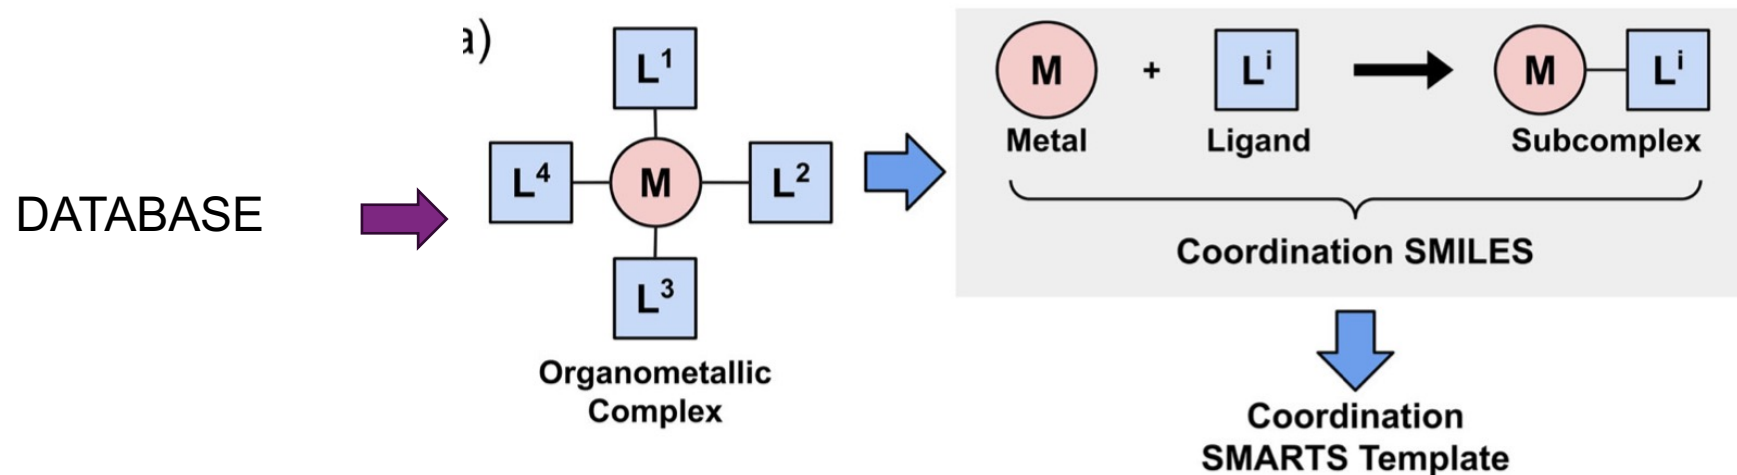 DATABASE
a)
L¹
L⁴
M
L²
L³
Organometallic
Complex
M + Lⁱ M Lⁱ
Metal Ligand Subcomplex
Coordination SMILES
Coordination
SMARTS Template